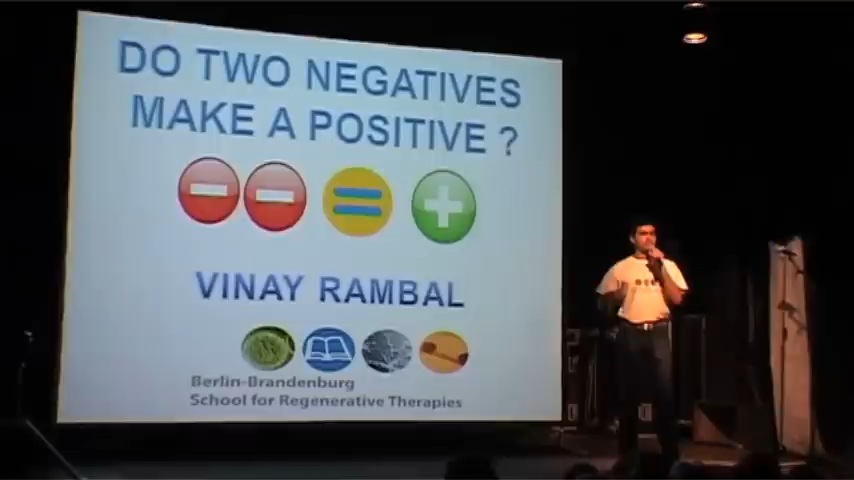 DO TWO NEGATIVES
MAKE A POSITIVE ?
VINAY RAMBAL
Berlin-Brandenburg
School for Regenerative Therapies